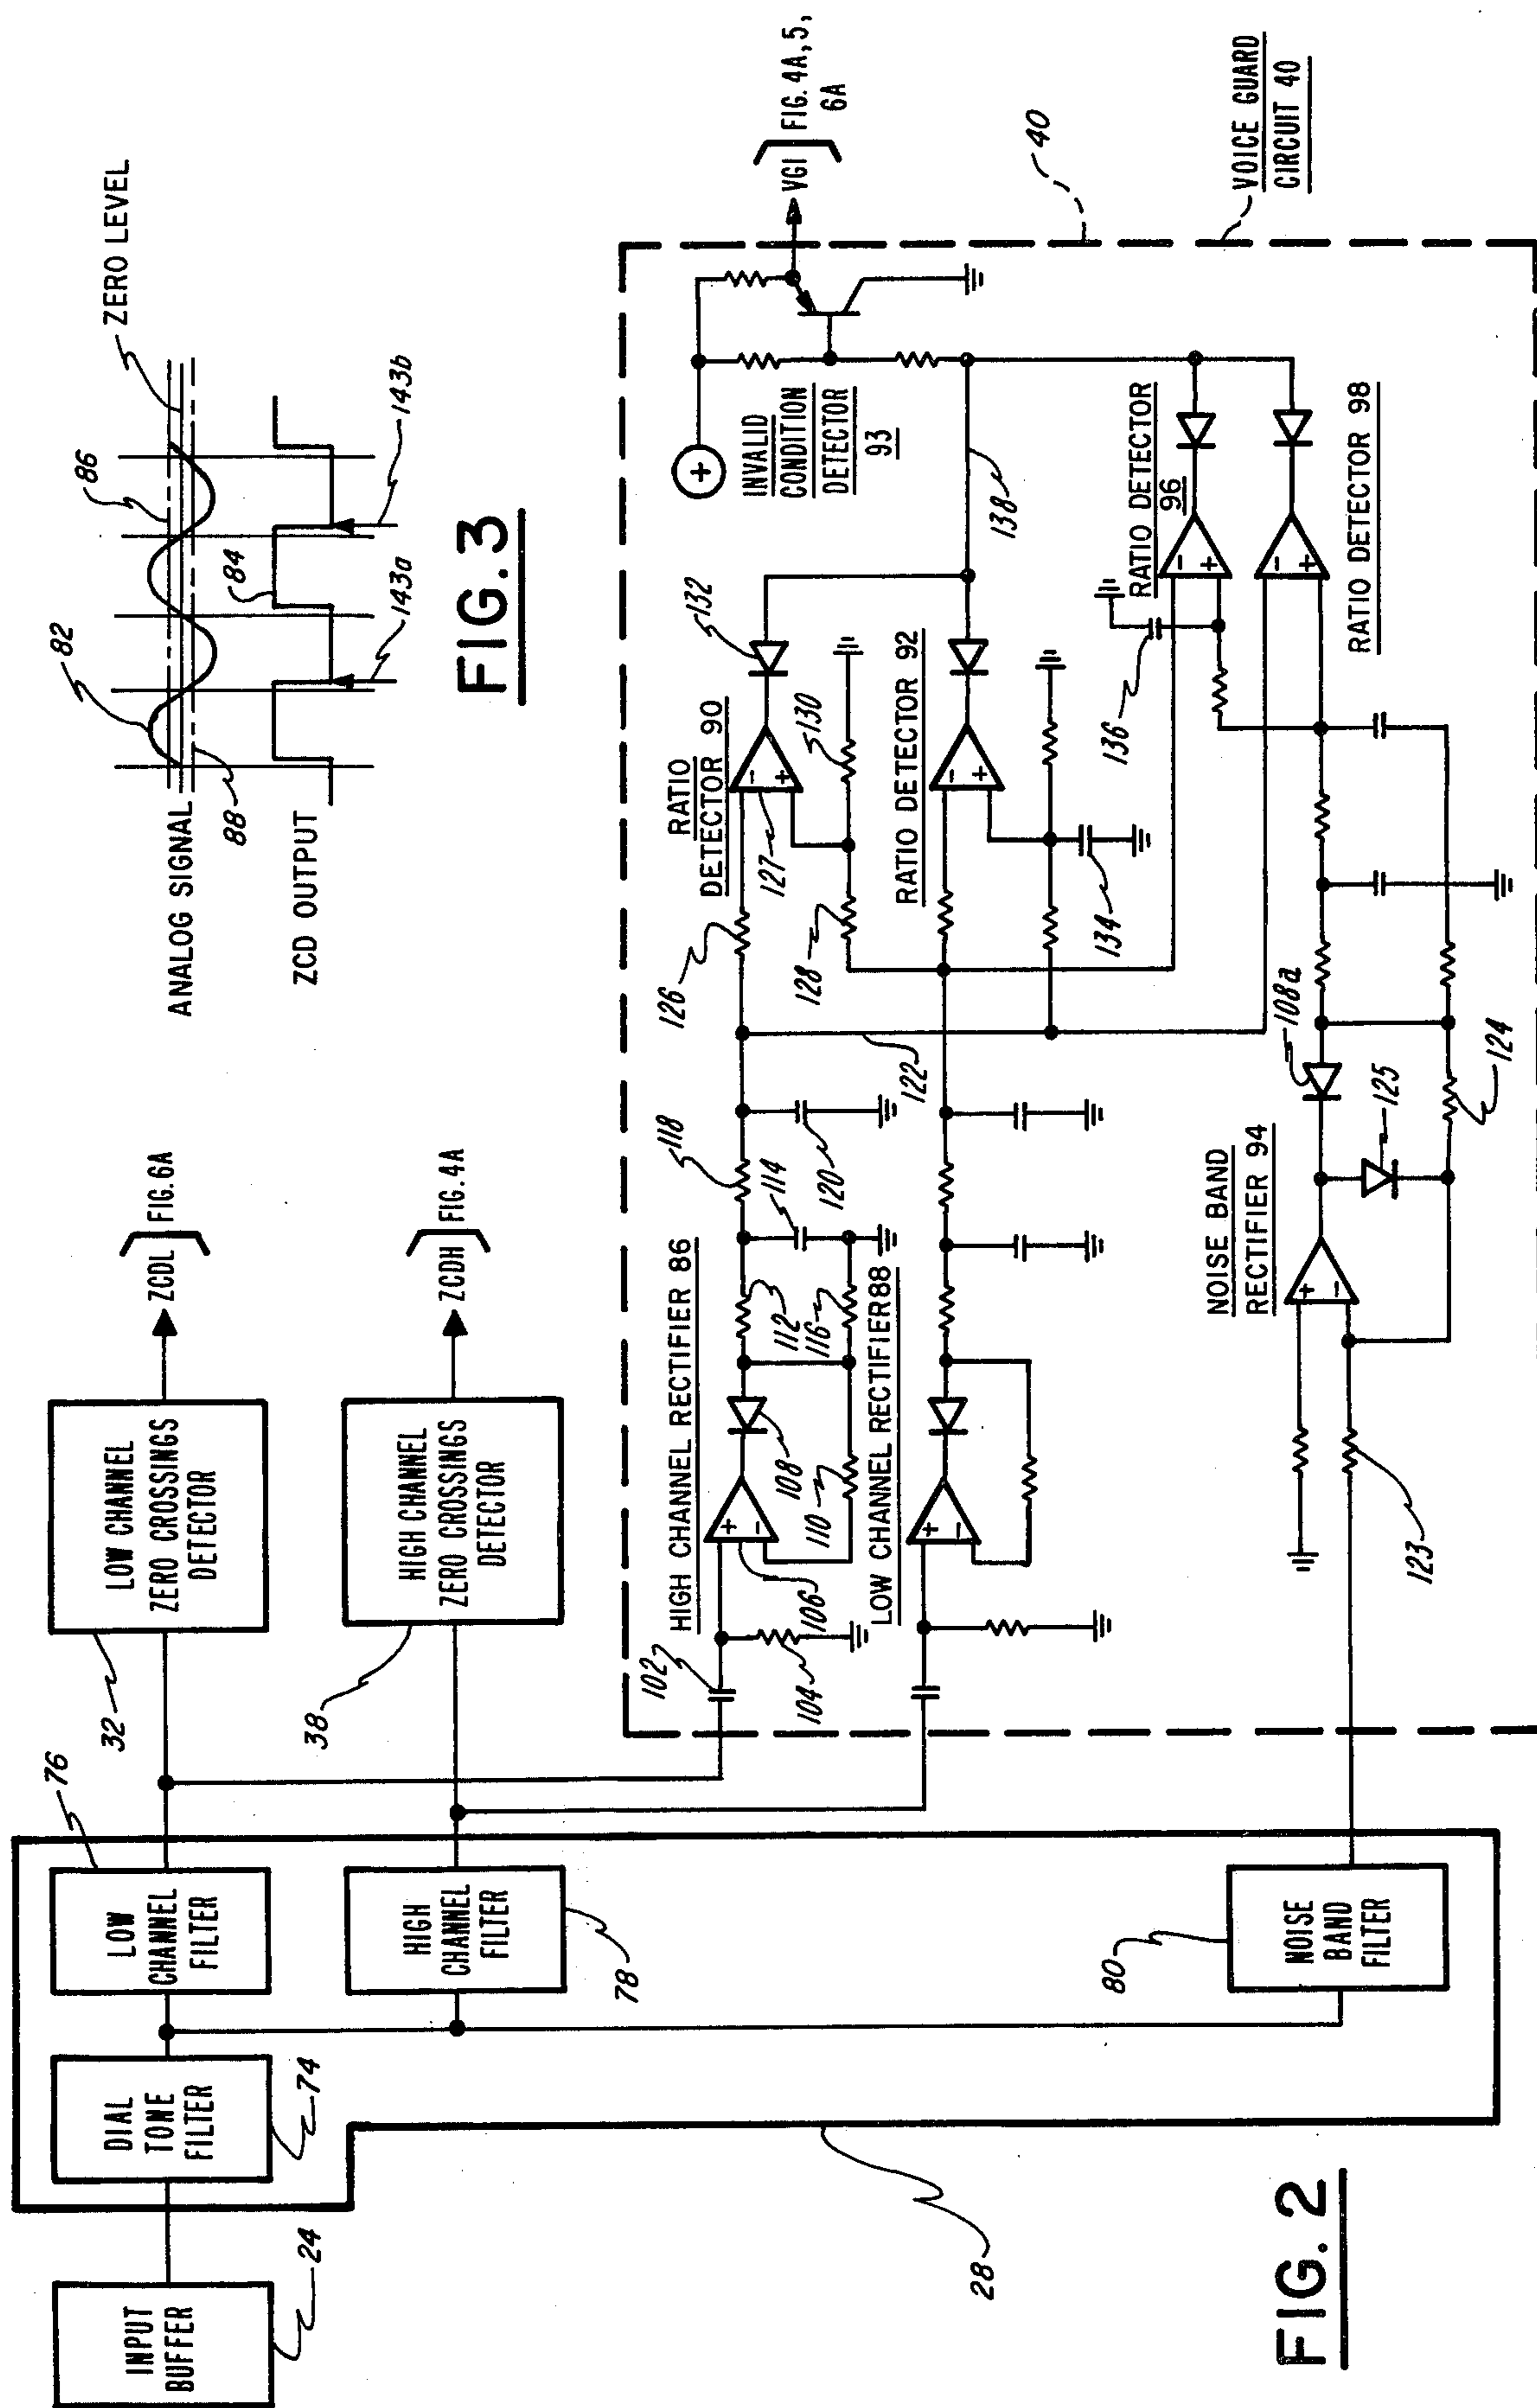 INPUT
BUFFER
24
DIAL
TONE
FILTER
74
LOW
CHANNEL
FILTER
76
HIGH
CHANNEL
FILTER
78
NOISE
BAND
FILTER
80
28
LOW CHANNEL
ZERO CROSSINGS
DETECTOR
32
ZCDL
FIG. 6A
HIGH CHANNEL
ZERO CROSSINGS
DETECTOR
38
ZCDH
FIG. 4A
ANALOG SIGNAL
82
86
ZERO LEVEL
88
84
ZCD OUTPUT
143a
143b
FIG. 3
HIGH CHANNEL RECTIFIER 86
102
104
106
108
110
112
114
116
118
120
122
LOW CHANNEL RECTIFIER 88
NOISE BAND
RECTIFIER 94
123
124
125
108a
126
RATIO
DETECTOR 90
127
128
130
132
RATIO DETECTOR 92
134
136
138
INVALID
CONDITION
DETECTOR
93
RATIO DETECTOR
96
RATIO DETECTOR 98
+
-
+
-
+
-
-
+
-
+
-
+
-
+
VGI
FIG. 4A, 5,
6A
40
VOICE GUARD
CIRCUIT 40
FIG. 2